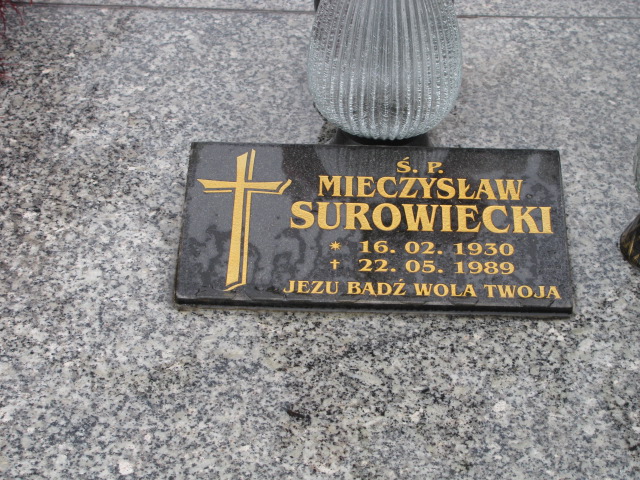 Ś. P.
MIECZYSŁAW
SUROWIECKI
* 16. 02. 1930
† 22. 05. 1989
JEZU BADŹ WOLA TWOJA